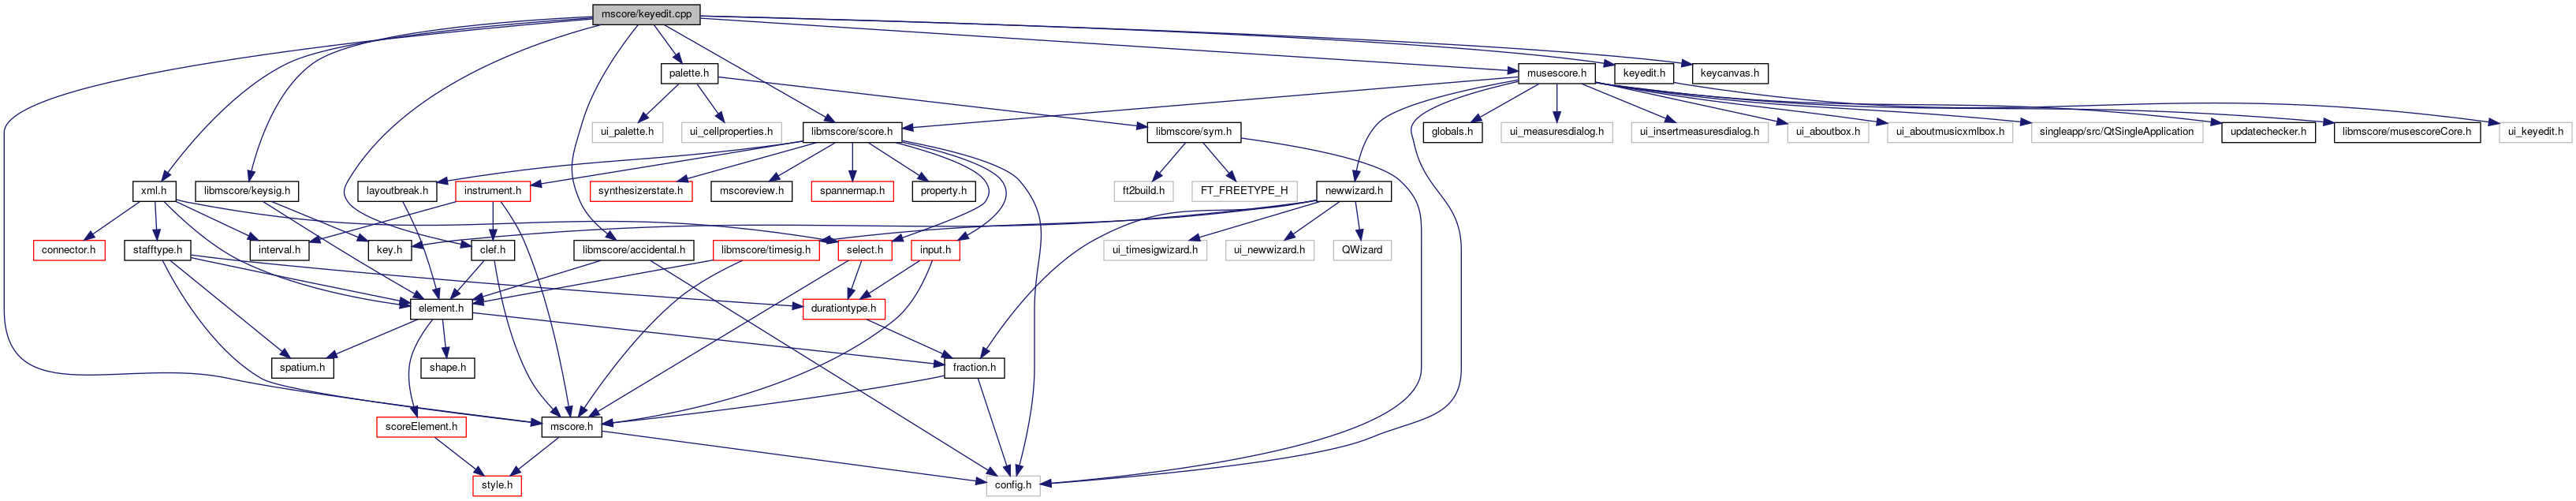 mscore/keyedit.cpp
palette.h
musescore.h
keyedit.h
keycanvas.h
ui_palette.h
ui_cellproperties.h
libmscore/score.h
libmscore/sym.h
globals.h
ui_measuresdialog.h
ui_insertmeasuresdialog.h
ui_aboutbox.h
ui_aboutmusicxmlbox.h
singleapp/src/QtSingleApplication
updatechecker.h
libmscore/musescoreCore.h
ui_keyedit.h
xml.h
libmscore/keysig.h
layoutbreak.h
instrument.h
synthesizerstate.h
mscoreview.h
spannermap.h
property.h
ft2build.h
FT_FREETYPE_H
newwizard.h
connector.h
stafftype.h
interval.h
key.h
clef.h
libmscore/accidental.h
libmscore/timesig.h
select.h
input.h
ui_timesigwizard.h
ui_newwizard.h
QWizard
element.h
durationtype.h
spatium.h
shape.h
fraction.h
scoreElement.h
mscore.h
style.h
config.h